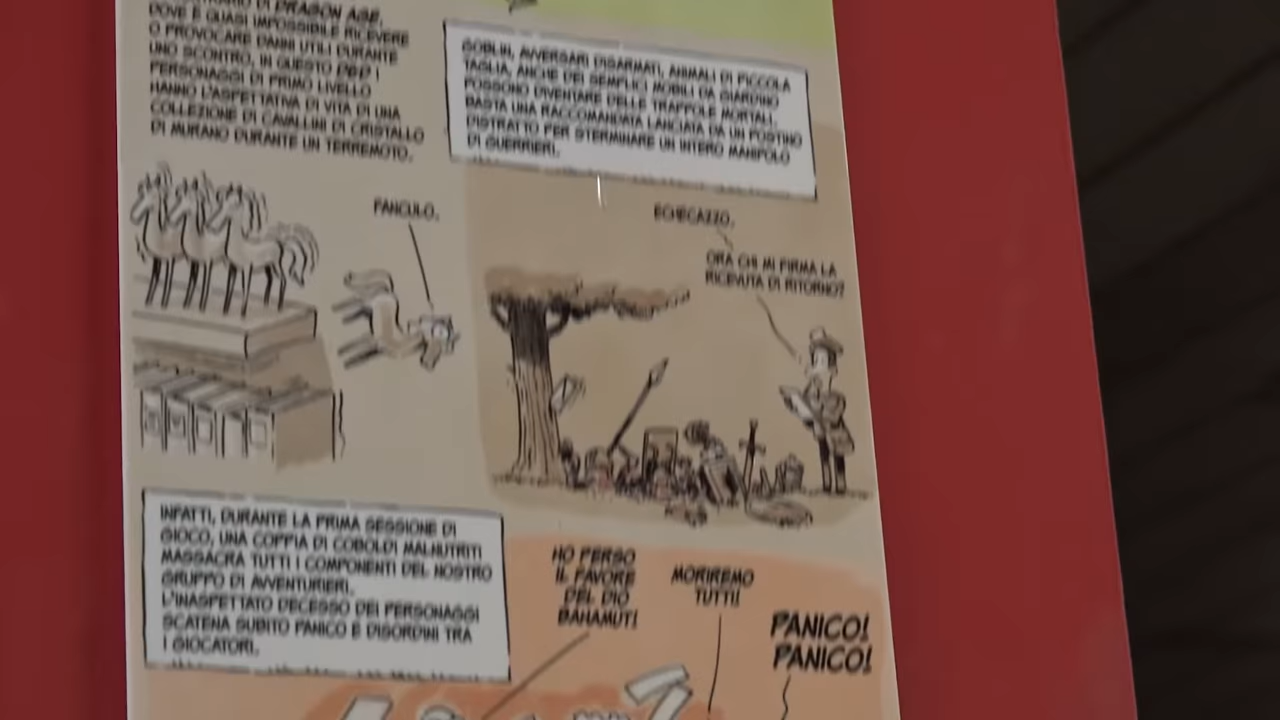 DI DRAGON AGE,
DOVE È QUASI IMPOSSIBILE RICEVERE
O PROVOCARE DANNI UTILI DURANTE
UNO SCONTRO, IN QUESTO D&D I
PERSONAGGI DI PRIMO LIVELLO
HANNO L'ASPETTATIVA DI VITA DI UNA
COLLEZIONE DI CAVALLINI DI CRISTALLO
DI MURANO DURANTE UN TERREMOTO.
GOBLIN, AVVERSARI DISARMATI, ANIMALI DI PICCOLA
TAGLIA, ANCHE DEI SEMPLICI MOBILI DA GIARDINO
POSSONO DIVENTARE DELLE TRAPPOLE MORTALI.
BASTA UNA RACCOMANDATA LANCIATA DA UN POSTINO
DISTRATTO PER STERMINARE UN INTERO MANIPOLO
DI GUERRIERI.
FANCULO.
ECHECAZZO.
ORA CHI MI FIRMA LA
RICEVUTA DI RITORNO?
INFATTI, DURANTE LA PRIMA SESSIONE DI
GIOCO, UNA COPPIA DI COBOLDI MALNUTRITI
MASSACRA TUTTI I COMPONENTI DEL NOSTRO
GRUPPO DI AVVENTURIERI.
L'INASPETTATO DECESSO DEI PERSONAGGI
SCATENA SUBITO PANICO E DISORDINI TRA
I GIOCATORI.
HO PERSO
IL FAVORE
DEL DIO
BAHAMUT!
MORIREMO
TUTTI!
PANICO!
PANICO!